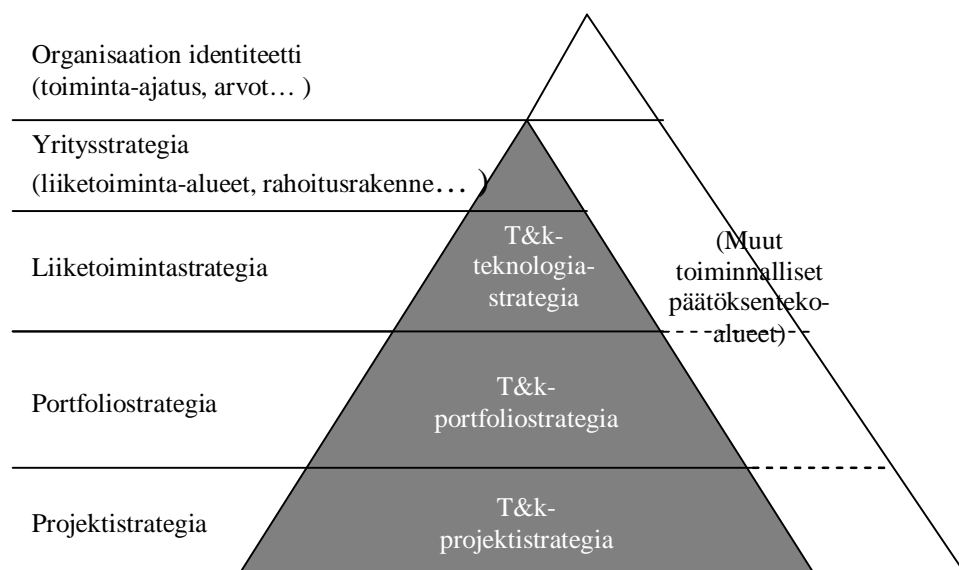 Organisaation identiteetti
(toiminta-ajatus, arvot… )
Yritysstrategia
(liiketoiminta-alueet, rahoitusrakenne… )
Liiketoimintastrategia
T&k-
teknologia-
strategia
(Muut
toiminnalliset
päätöksenteko-
alueet)
Portfoliostrategia
T&k-
portfoliostrategia
Projektistrategia
T&k-
projektistrategia